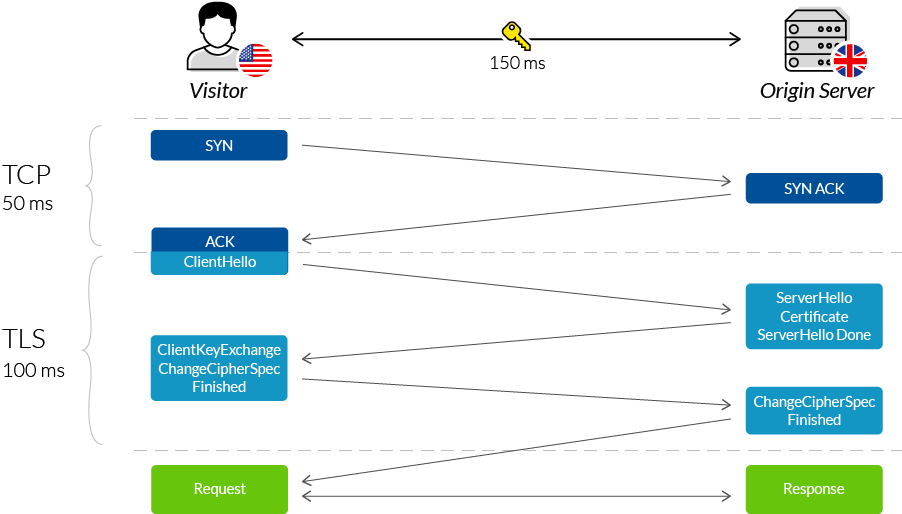 150 ms
Visitor
Origin Server
TCP
50 ms
SYN
SYN ACK
ACK
ClientHello
TLS
100 ms
ServerHello
Certificate
ServerHello Done
ClientKeyExchange
ChangeCipherSpec
Finished
ChangeCipherSpec
Finished
Request
Response